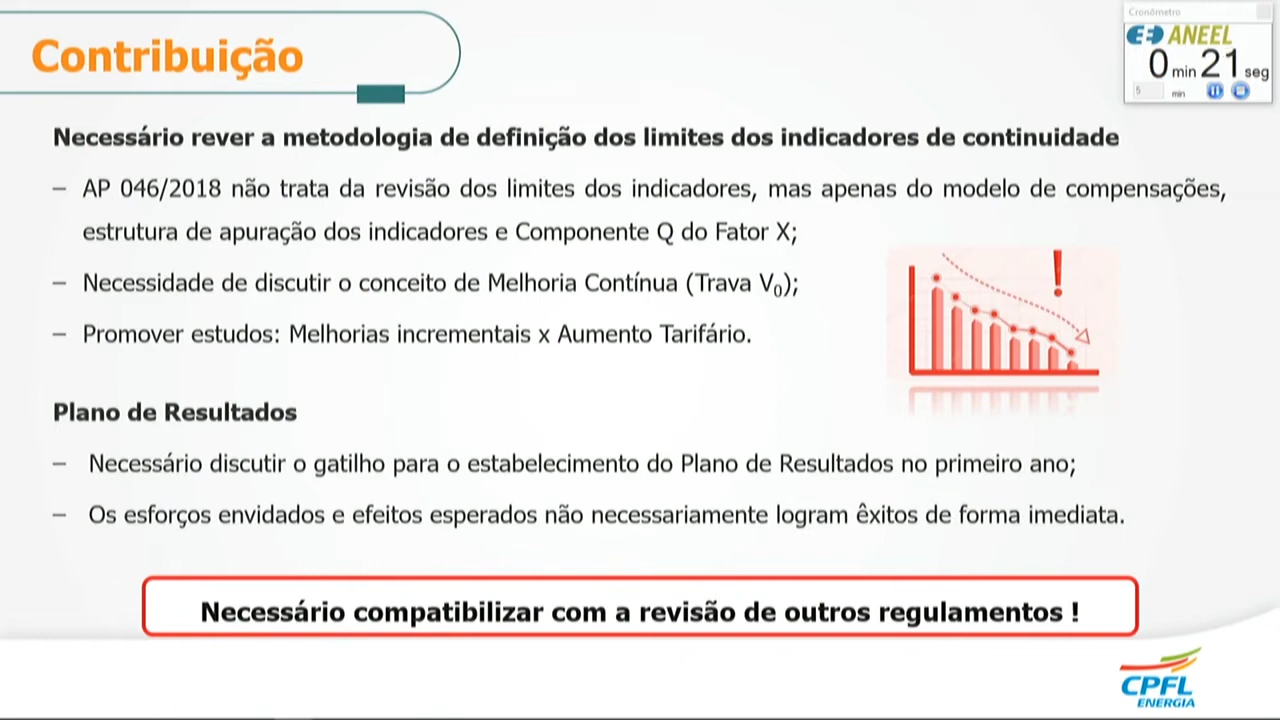 Contribuição
Cronômetro
ANEEL
0 min 21 seg
5 min
Necessário rever a metodologia de definição dos limites dos indicadores de continuidade
– AP 046/2018 não trata da revisão dos limites dos indicadores, mas apenas do modelo de compensações,
estrutura de apuração dos indicadores e Componente Q do Fator X;
– Necessidade de discutir o conceito de Melhoria Contínua (Trava V₀);
– Promover estudos: Melhorias incrementais x Aumento Tarifário.
!
Plano de Resultados
– Necessário discutir o gatilho para o estabelecimento do Plano de Resultados no primeiro ano;
– Os esforços envidados e efeitos esperados não necessariamente logram êxitos de forma imediata.
Necessário compatibilizar com a revisão de outros regulamentos !
CPFL
ENERGIA